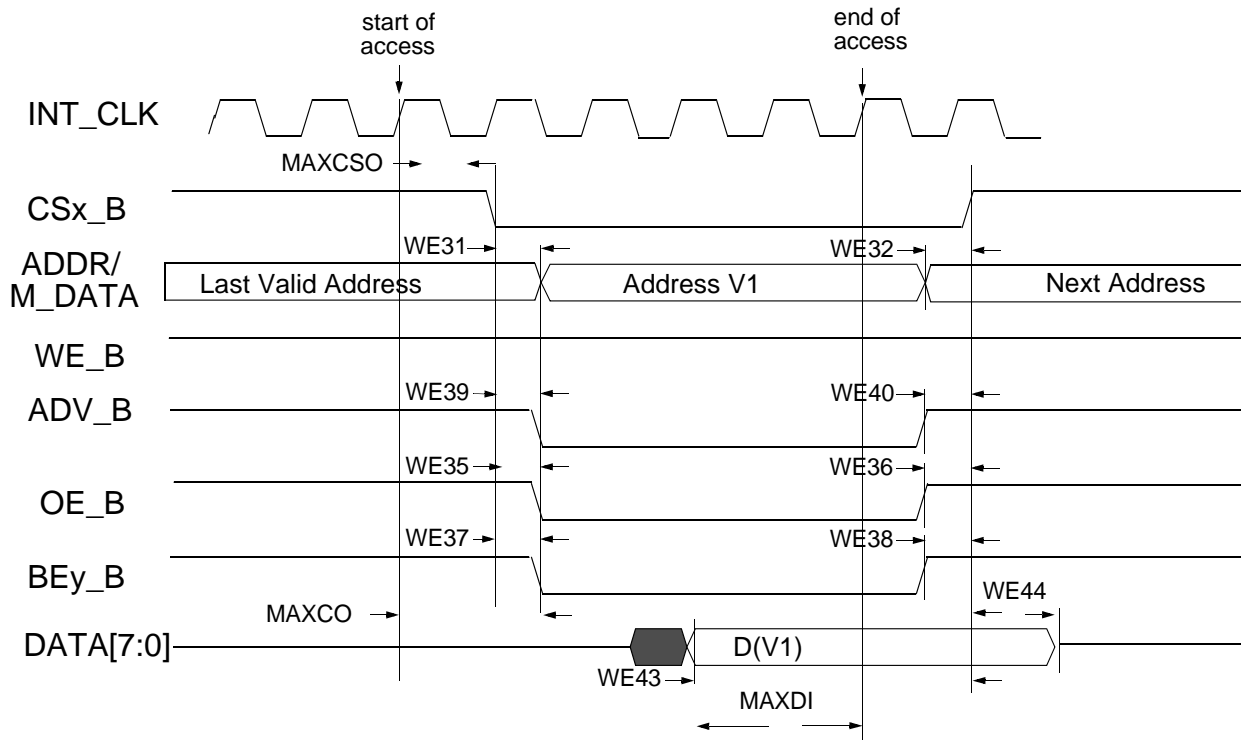 start of
access
end of
access
INT_CLK
MAXCSO
CSx_B
WE31
WE32
ADDR/
M_DATA
Last Valid Address
Address V1
Next Address
WE_B
WE39
WE40
ADV_B
WE35
WE36
OE_B
WE37
WE38
BEy_B
WE44
MAXCO
DATA[7:0]
D(V1)
WE43
MAXDI